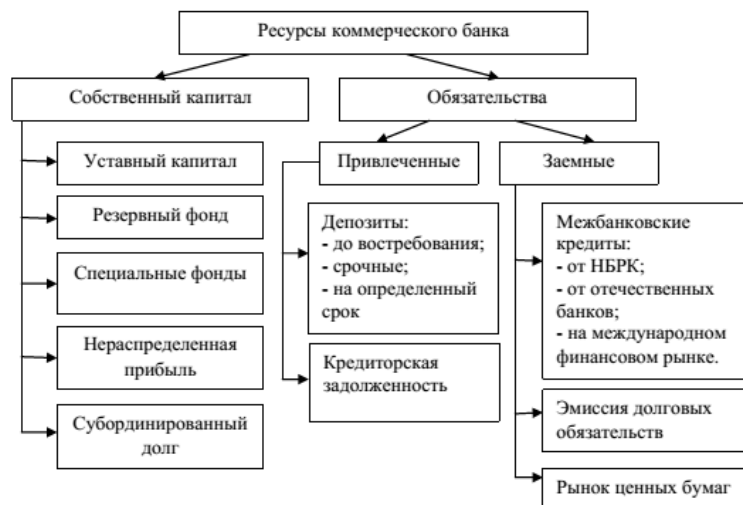 Ресурсы коммерческого банка
Собственный капитал
Обязательства
Уставный капитал
Резервный фонд
Специальные фонды
Нераспределенная
прибыль
Субординированный
долг
Привлеченные
Депозиты:
- до востребования;
- срочные;
- на определенный
срок
Кредиторская
задолженность
Заемные
Межбанковские
кредиты:
- от НБРК;
- от отечественных
банков;
- на международном
финансовом рынке.
Эмиссия долговых
обязательств
Рынок ценных бумаг